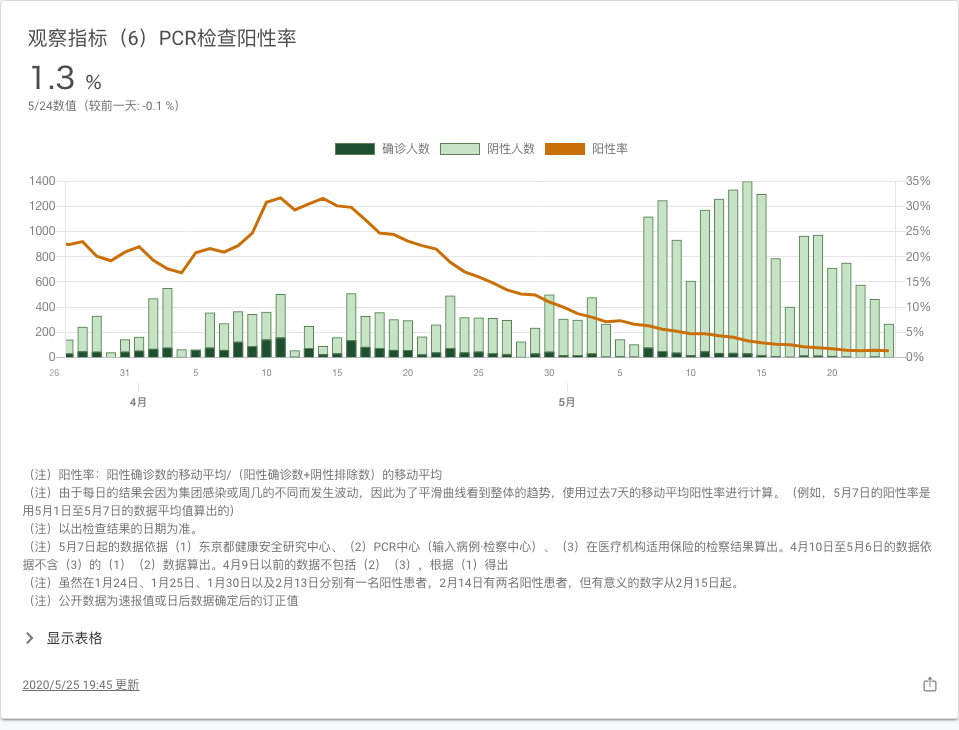 观察指标（6）PCR检查阳性率
1.3 %
5/24数值（较前一天: -0.1 %）
确诊人数 阴性人数 阳性率
1400 35%
1200 30%
1000 25%
800 20%
600 15%
400 10%
200 5%
0 0%
26 31 5 10 15 20 25 30 5 10 15 20
4月 5月
（注）阳性率：阳性确诊数的移动平均/（阳性确诊数+阴性排除数）的移动平均
（注）由于每日的结果会因为集团感染或周几的不同而发生波动，因此为了平滑曲线看到整体的趋势，使用过去7天的移动平均阳性率进行计算。（例如，5月7日的阳性率是
用5月1日至5月7日的数据平均值算出的）
（注）以出检查结果的日期为准。
（注）5月7日起的数据依据（1）东京都健康安全研究中心、（2）PCR中心（输入病例·检察中心）、（3）在医疗机构适用保险的检察结果算出。4月10日至5月6日的数据依
据不含（3）的（1）（2）数据算出。4月9日以前的数据不包括（2）（3），根据（1）得出
（注）虽然在1月24日、1月25日、1月30日以及2月13日分别有一名阳性患者，2月14日有两名阳性患者，但有意义的数字从2月15日起。
（注）公开数据为速报值或日后数据确定后的订正值
显示表格
2020/5/25 19:45 更新